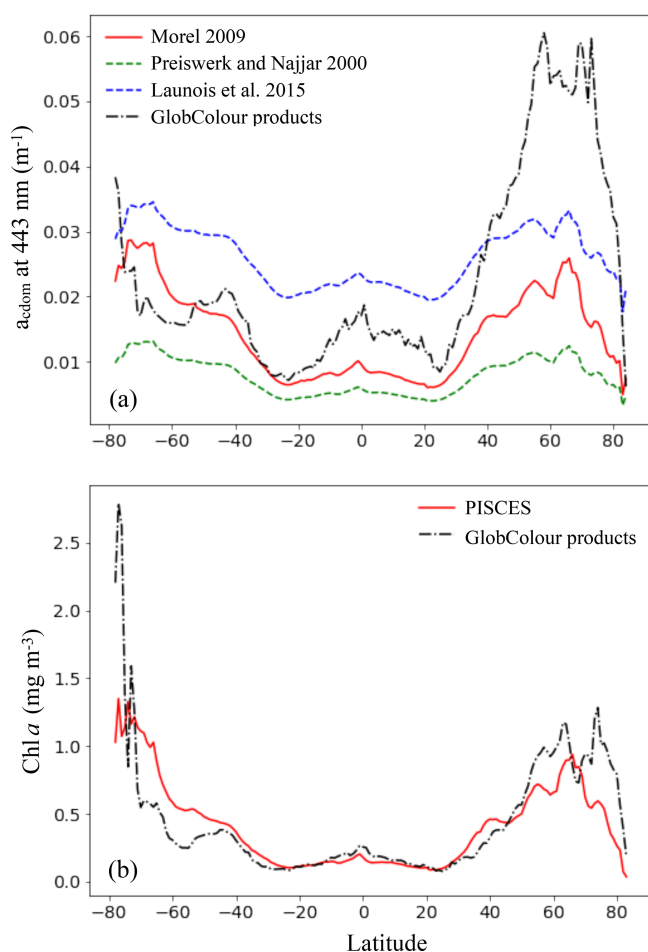 0.06
0.05
0.04
0.03
0.02
0.01
a_cdom at 443 nm (m⁻¹)
Morel 2009
Preiswerk and Najjar 2000
Launois et al. 2015
GlobColour products
(a)
−80 −60 −40 −20 0 20 40 60 80
2.5
2.0
1.5
1.0
0.5
0.0
Chl a (mg m⁻³)
PISCES
GlobColour products
(b)
−80 −60 −40 −20 0 20 40 60 80
Latitude